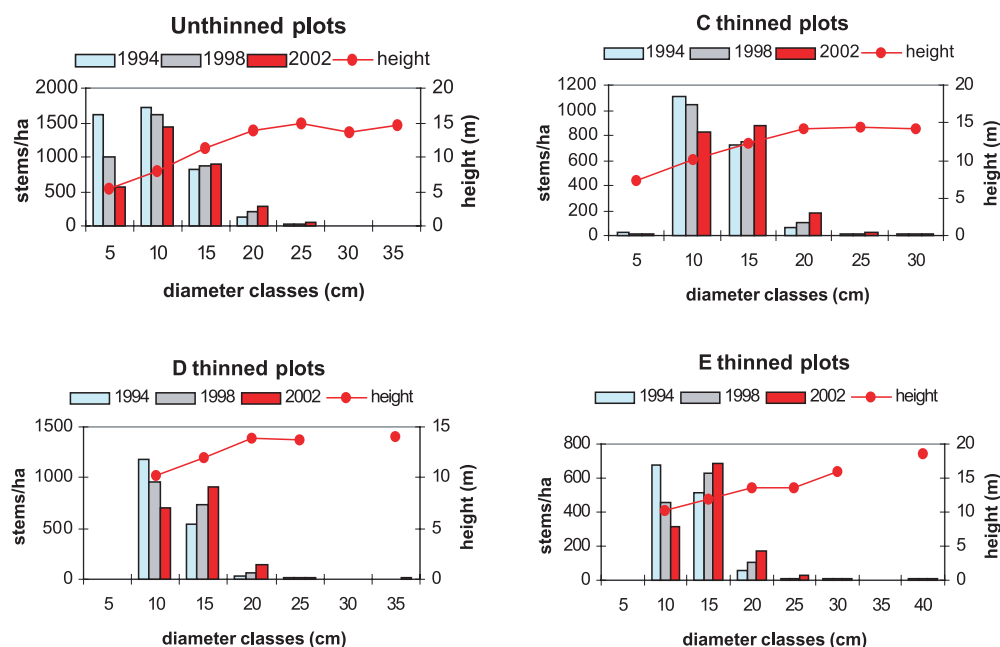 Unthinned plots
1994 1998 2002 height
2000 20
1500 15
1000 10
500 5
0 0
stems/ha
height (m)
5 10 15 20 25 30 35
diameter classes (cm)
C thinned plots
1994 1998 2002 height
1200 20
1000
800 15
600 10
400
200 5
0 0
stems/ha
height (m)
5 10 15 20 25 30
diameter classes (cm)
D thinned plots
1994 1998 2002 height
1500 15
1000 10
500 5
0 0
stems/ha
height (m)
5 10 15 20 25 30 35
diameter classes (cm)
E thinned plots
1994 1998 2002 height
800 20
600 15
400 10
200 5
0 0
stems/ha
height (m)
5 10 15 20 25 30 35 40
diameter classes (cm)